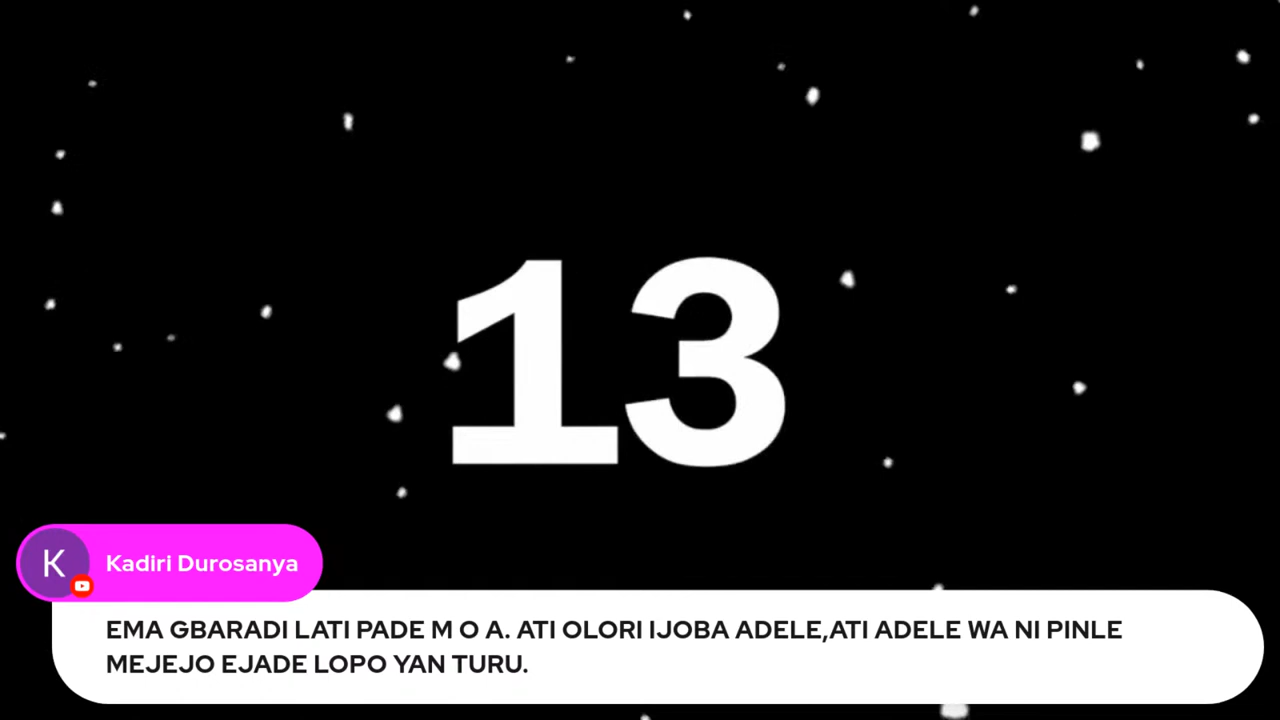 13
K
Kadiri Durosanya
EMA GBARADI LATI PADE M O A. ATI OLORI IJOBA ADELE,ATI ADELE WA NI PINLE
MEJEJO EJADE LOPO YAN TURU.